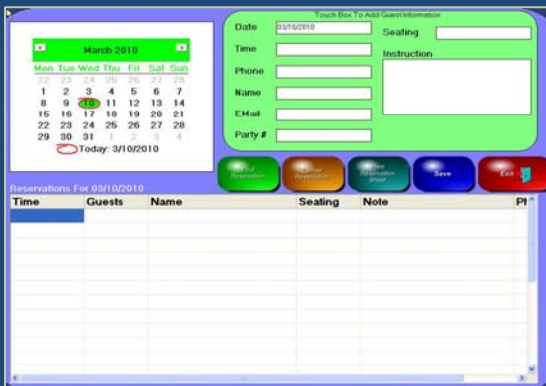 March 2010
Mon Tue Wed Thu Fri Sat Sun
22 23 24 25 26 27 28
1 2 3 4 5 6 7
8 9 10 11 12 13 14
15 16 17 18 19 20 21
22 23 24 25 26 27 28
29 30 31 1 2 3 4
Today: 3/10/2010
Touch Box To Add Guest Information
Date 03/10/2010
Time
Phone
Name
EMail
Party #
Seating
Instruction
Reservation
Reservation
Reservation Sheet
Save
Exit
Reservations For 03/10/2010
Time Guests Name Seating Note